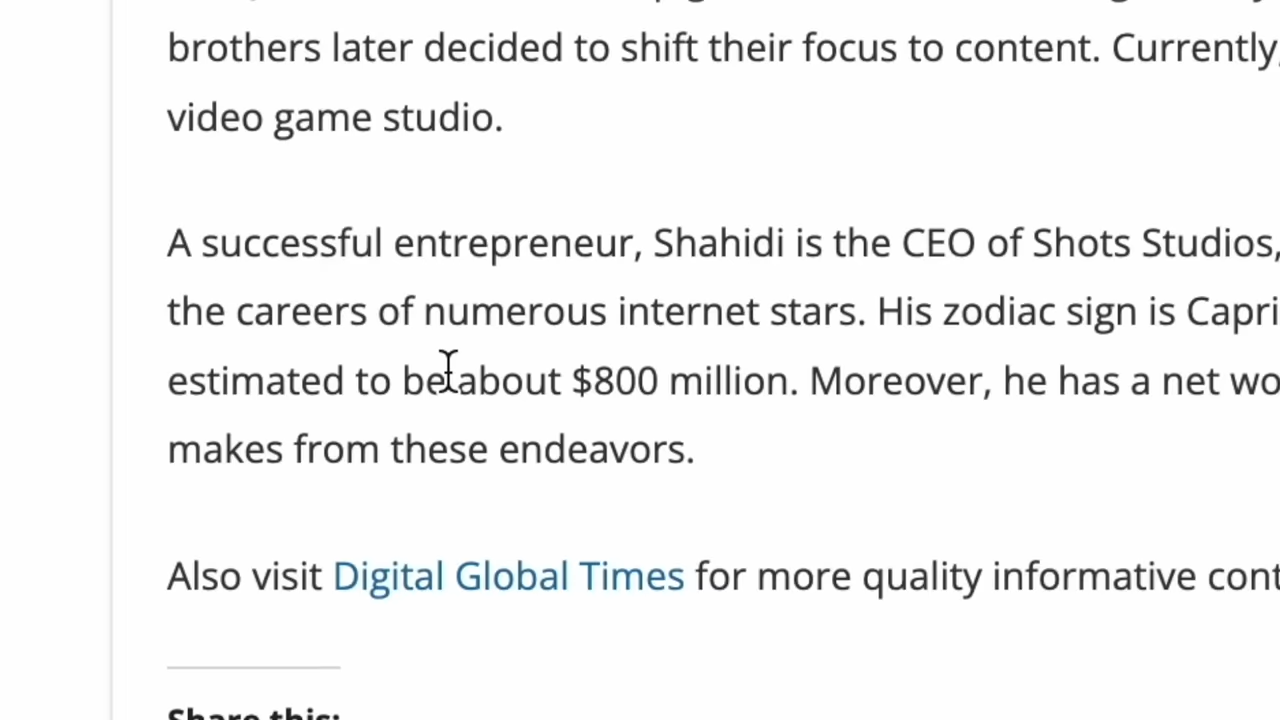 brothers later decided to shift their focus to content. Currently,
video game studio.
A successful entrepreneur, Shahidi is the CEO of Shots Studios,
the careers of numerous internet stars. His zodiac sign is Capri
estimated to be about $800 million. Moreover, he has a net wo
makes from these endeavors.
Also visit Digital Global Times for more quality informative cont
Share this: